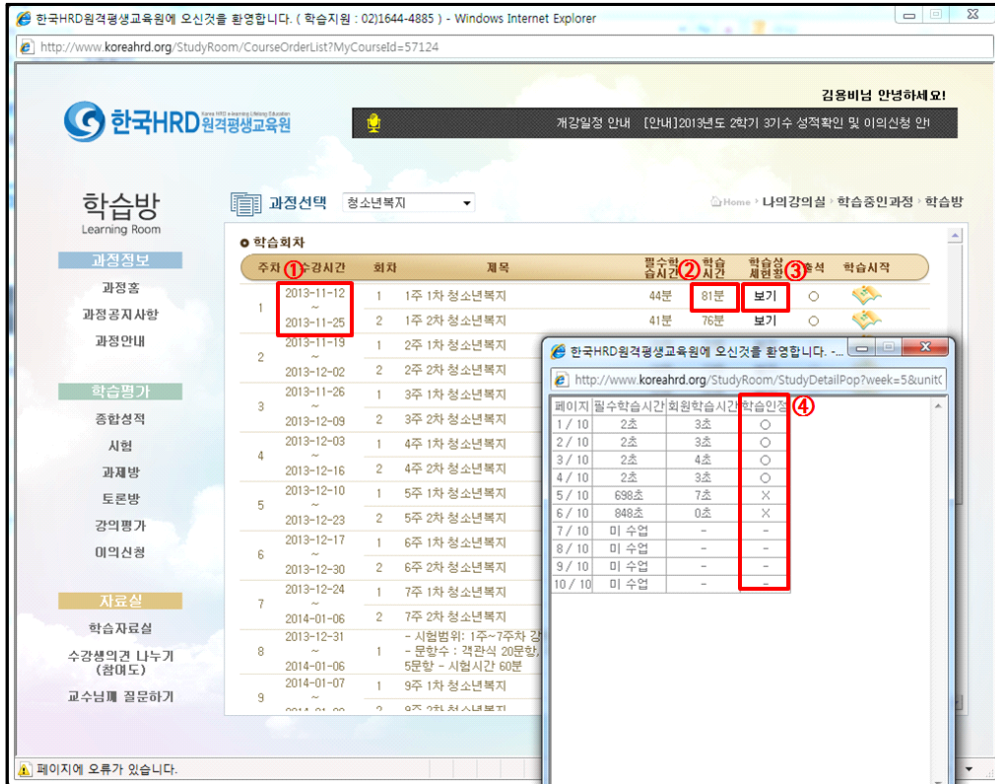 한국HRD원격평생교육원에 오신것을 환영합니다. ( 학습지원 : 02)1644-4885 ) - Windows Internet Explorer
http://www.koreahrd.org/StudyRoom/CourseOrderList?MyCourseId=57124
김용비님 안녕하세요!
한국HRD원격평생교육원
개강일정 안내 [안내]2013년도 2학기 3기수 성적확인 및 이의신청 안
학습방
Learning Room
과정선택 청소년복지
Home > 나의강의실 > 학습중인과정 > 학습방
학습회차
주차 ① 수강시간 회차 제목 필수학습시간 ② 학습시간 학습상세현황 ③ 출석 학습시작
1 2013-11-12 ~ 2013-11-25
1 1주 1차 청소년복지 44분 81분 보기 ○
2 1주 2차 청소년복지 41분 76분 보기 ○
2 2013-11-19 ~ 2013-12-02
1 2주 1차 청소년복지
2 2주 2차 청소년복지
3 2013-11-26 ~ 2013-12-09
1 3주 1차 청소년복지
2 3주 2차 청소년복지
4 2013-12-03 ~ 2013-12-16
1 4주 1차 청소년복지
2 4주 2차 청소년복지
5 2013-12-10 ~ 2013-12-23
1 5주 1차 청소년복지
2 5주 2차 청소년복지
6 2013-12-17 ~ 2013-12-30
1 6주 1차 청소년복지
2 6주 2차 청소년복지
7 2013-12-24 ~ 2014-01-06
1 7주 1차 청소년복지
2 7주 2차 청소년복지
8 2013-12-31 ~ 2014-01-06
1 - 시험범위: 1주~7주차 강
- 문항수 : 객관식 20문항,
5문항 - 시험시간 60분
9 2014-01-07 ~
1 9주 1차 청소년복지
2 9주 2차 청소년복지
과정정보
과정홈
과정공지사항
과정안내
학습평가
종합성적
시험
과제방
토론방
강의평가
이의신청
자료실
학습자료실
수강생의견 나누기
(참여도)
교수님께 질문하기
한국HRD원격평생교육원에 오신것을 환영합니다. -...
http://www.koreahrd.org/StudyRoom/StudyDetailPop?week=5&unit
페이지 필수학습시간 회원학습시간 학습인정 ④
1 / 10 2초 3초 ○
2 / 10 2초 3초 ○
3 / 10 2초 4초 ○
4 / 10 2초 3초 ○
5 / 10 698초 7초 X
6 / 10 848초 0초 X
7 / 10 미 수업 - -
8 / 10 미 수업 - -
9 / 10 미 수업 - -
10 / 10 미 수업 - -
페이지에 오류가 있습니다.